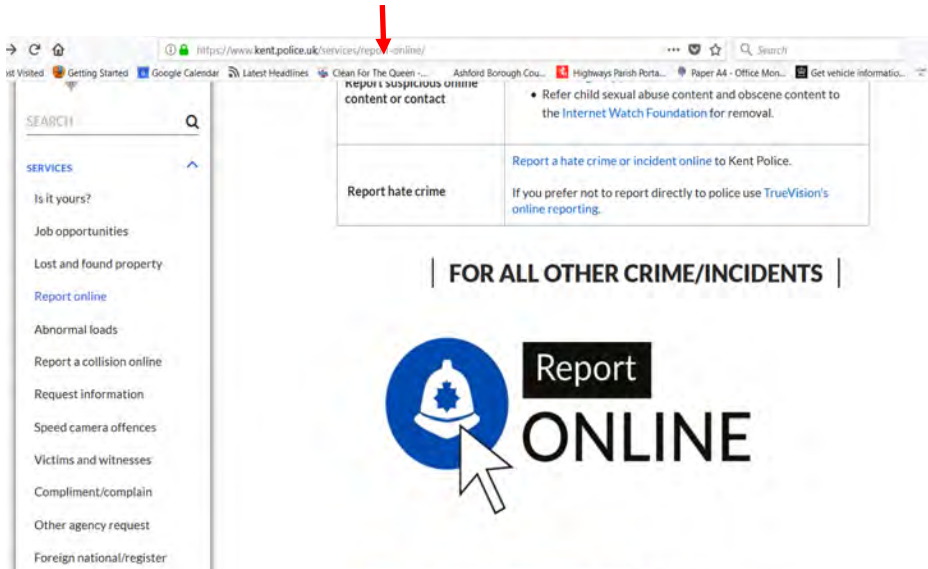 https://www.kent.police.uk/services/report-online/
Search
Visited
Getting Started
Google Calendar
Latest Headlines
Clean For The Queen -...
Ashford Borough Cou...
Highways Parish Porta...
Paper A4 - Office Mon...
Get vehicle informatio...
SEARCH
SERVICES
Is it yours?
Job opportunities
Lost and found property
Report online
Abnormal loads
Report a collision online
Request information
Speed camera offences
Victims and witnesses
Compliment/complain
Other agency request
Foreign national/register
Report suspicious online
content or contact
• Refer child sexual abuse content and obscene content to
the Internet Watch Foundation for removal.
Report hate crime
Report a hate crime or incident online to Kent Police.
If you prefer not to report directly to police use TrueVision's
online reporting.
FOR ALL OTHER CRIME/INCIDENTS
Report
ONLINE